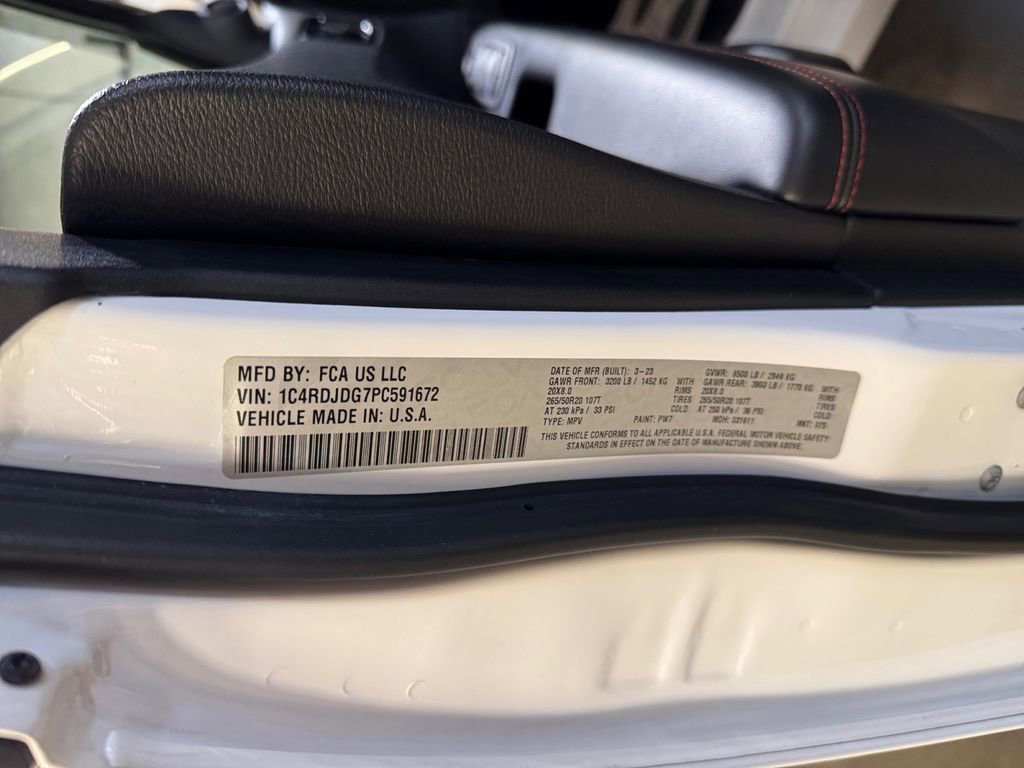 MFD BY: FCA US LLC
VIN: 1C4RDJDG7PC591672
VEHICLE MADE IN: U.S.A.
DATE OF MFR (BUILT): 3-23
GVWR: 6500 LB / 2949 KG
GAWR FRONT: 3200 LB / 1452 KG WITH
GAWR REAR: 3900 LB / 1770 KG WITH
20X8.0 RIMS
20X8.0 RIMS
265/50R20 107T TIRES
265/50R20 107T TIRES
AT 230 kPa / 33 PSI COLD
AT 250 kPa / 36 PSI COLD
TYPE: MPV PAINT: PW7 MDH: 031911 MKT:
THIS VEHICLE CONFORMS TO ALL APPLICABLE U.S.A. FEDERAL MOTOR VEHICLE SAFETY
STANDARDS IN EFFECT ON THE DATE OF MANUFACTURE SHOWN ABOVE.